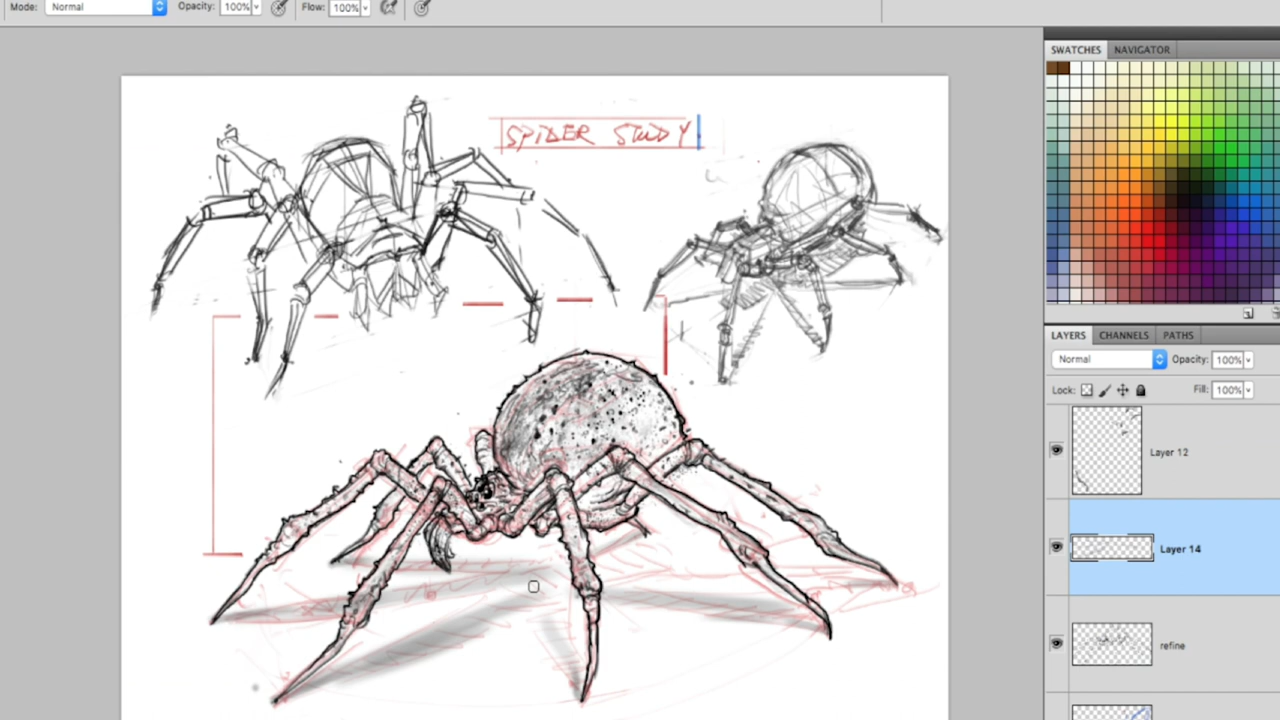 Mode: Normal Opacity: 100% Flow: 100%
SPIDER STUDY
SWATCHES NAVIGATOR
LAYERS CHANNELS PATHS
Normal Opacity: 100%
Lock: Fill: 100%
Layer 12
Layer 14
refine